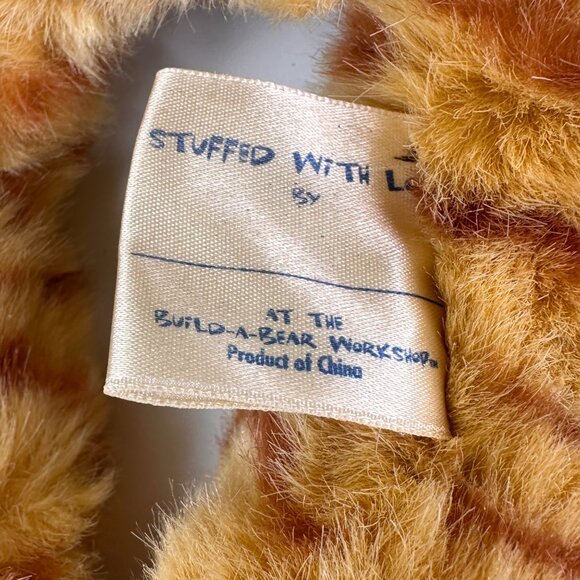 STUFFED WITH
BY
AT THE
BUILD-A-BEAR WORKSHOP
Product of China